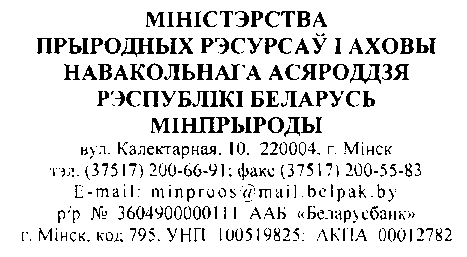 МІНІСТЭРСТВА
ПРЫРОДНЫХ РЭСУРСАЎ І АХОВЫ
НАВАКОЛЬНАГА АСЯРОДДЗЯ
РЭСПУБЛІКІ БЕЛАРУСЬ
МІНПРЫРОДЫ
вул. Калектарная, 10, 220004, г. Мінск
тэл. (37517) 200-66-91; факс (37517) 200-55-83
E-mail: minproos@mail.belpak.by
р/р № 3604900000111 ААБ «Беларусбанк»
г. Мінск, код 795, УНП 100519825; АКПА 00012782